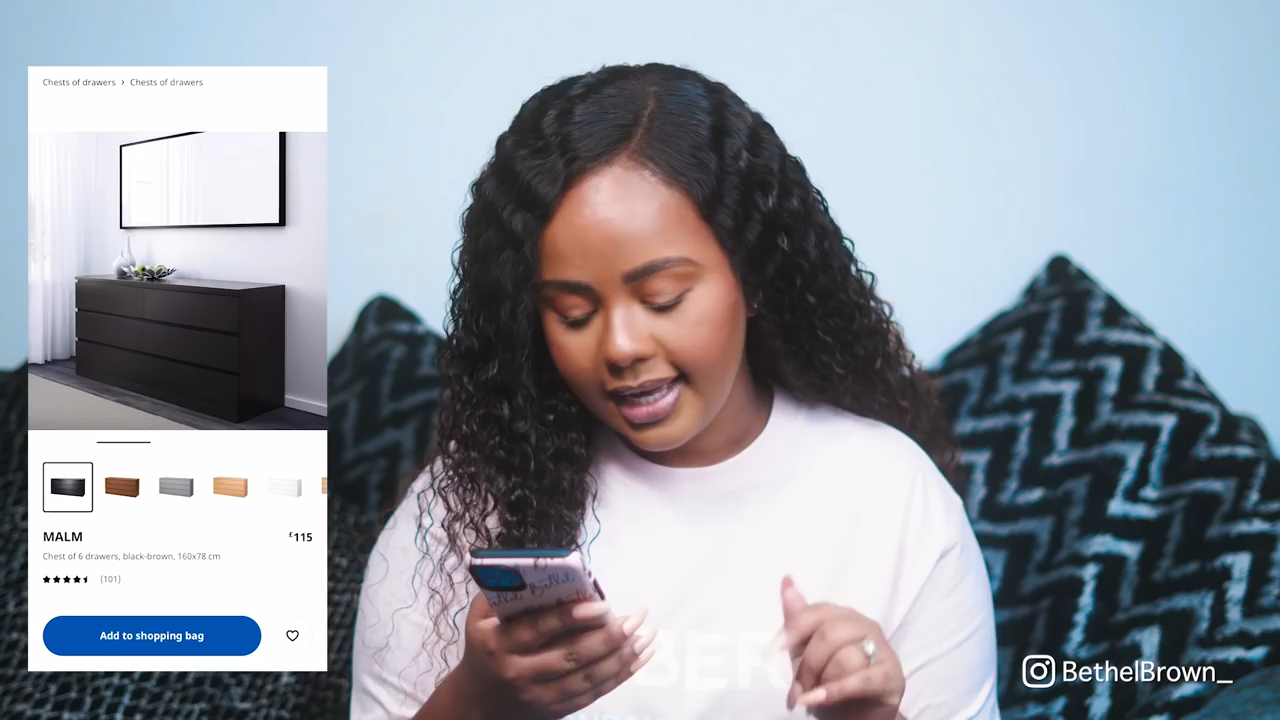 Chests of drawers › Chests of drawers
MALM
£115
Chest of 6 drawers, black-brown, 160x78 cm
(101)
Add to shopping bag
BethelBrown_